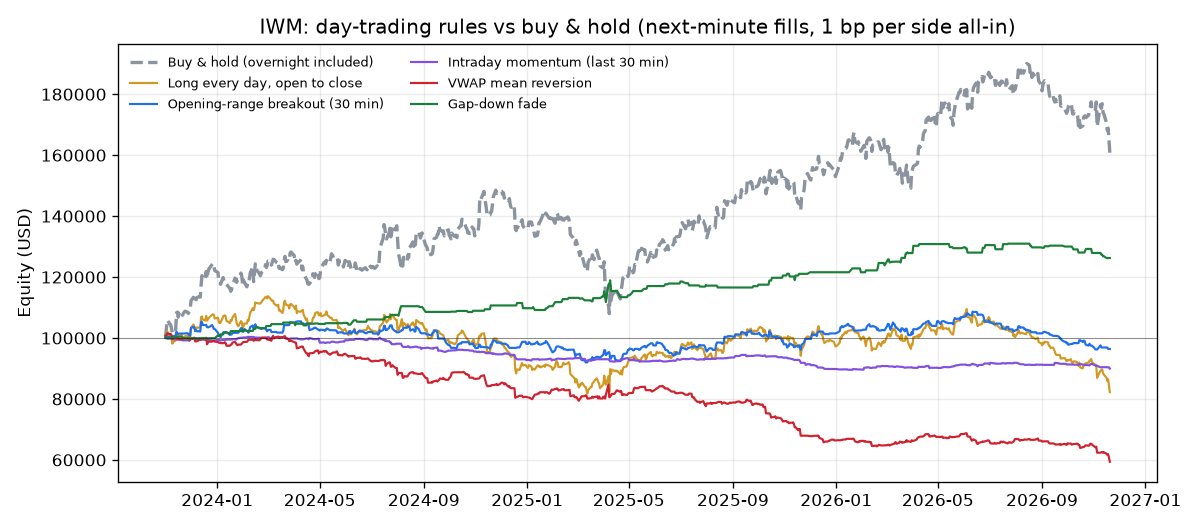 IWM: day-trading rules vs buy & hold (next-minute fills, 1 bp per side all-in)
Buy & hold (overnight included)
Long every day, open to close
Opening-range breakout (30 min)
Intraday momentum (last 30 min)
VWAP mean reversion
Gap-down fade
Equity (USD)
180000
160000
140000
120000
100000
80000
60000
2024-01
2024-05
2024-09
2025-01
2025-05
2025-09
2026-01
2026-05
2026-09
2027-01